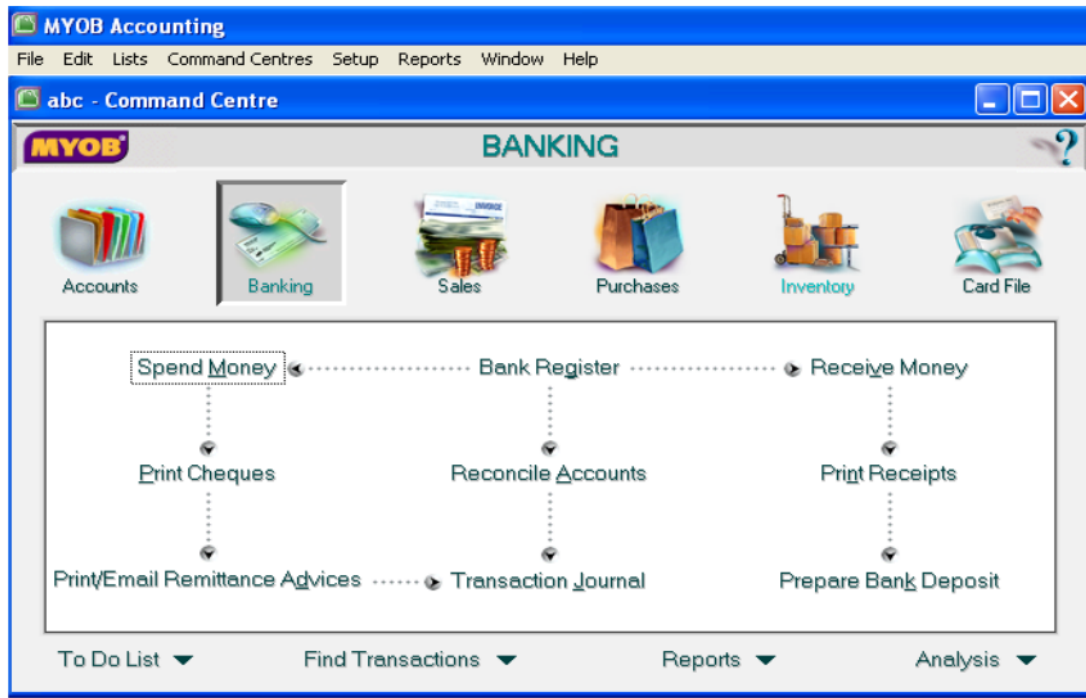 MYOB Accounting
File Edit Lists Command Centres Setup Reports Window Help
abc - Command Centre
MYOB BANKING ?
INVOICE
Accounts Banking Sales Purchases Inventory Card File
Spend Money Bank Register Receive Money
Print Cheques Reconcile Accounts Print Receipts
Print/Email Remittance Advices Transaction Journal Prepare Bank Deposit
To Do List Find Transactions Reports Analysis